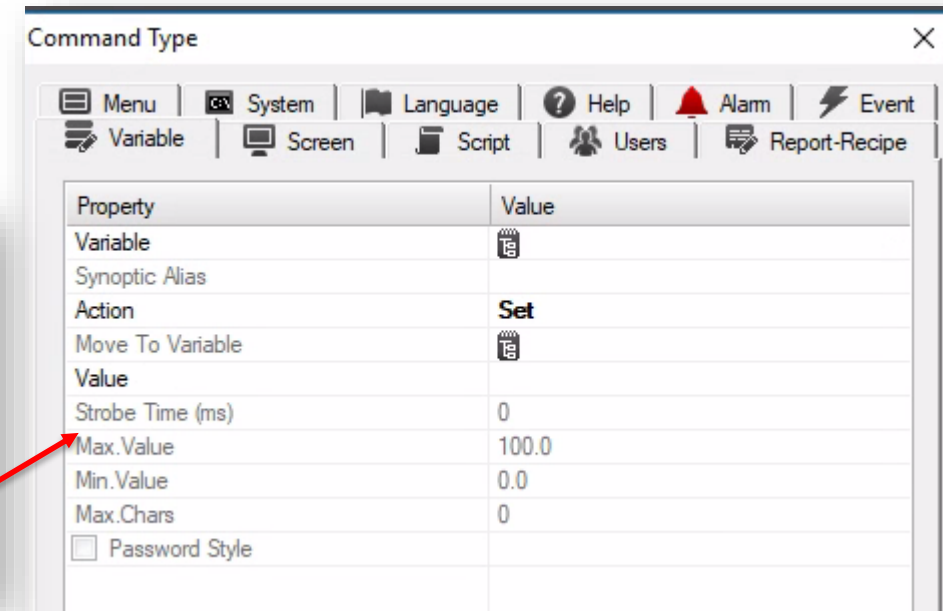 Command Type
Menu System Language Help Alarm Event
Variable Screen Script Users Report-Recipe
Property Value
Variable
Synoptic Alias
Action Set
Move To Variable
Value
Strobe Time (ms) 0
Max.Value 100.0
Min.Value 0.0
Max.Chars 0
Password Style